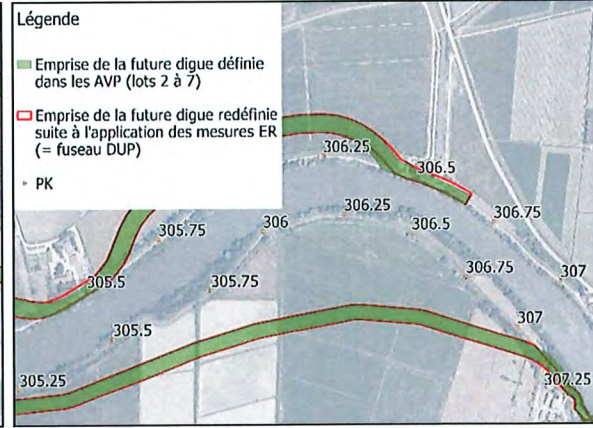 Légende
Emprise de la future digue définie
dans les AVP (lots 2 à 7)
Emprise de la future digue redéfinie
suite à l'application des mesures ER
(= fuseau DUP)
PK
306.25
306.5
306.75
307
305.75
306
306.25
306.5
306.75
307
307.25
305.5
305.75
305.5
305.25